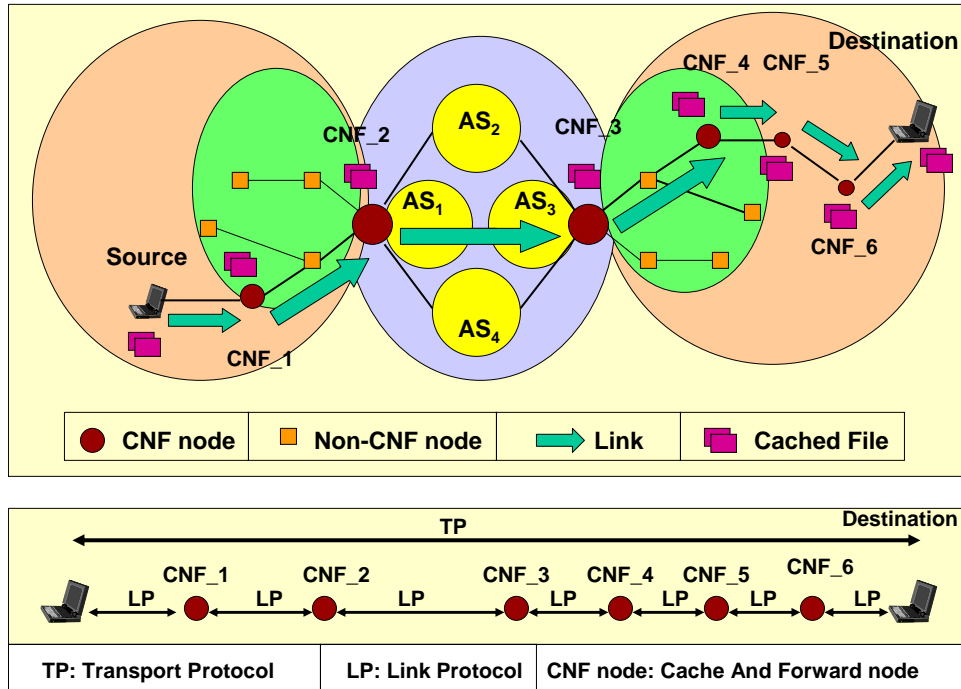 Destination
CNF_4 CNF_5
AS2
CNF_2
CNF_3
AS1
AS3
Source
CNF_6
AS4
CNF_1
CNF node
Non-CNF node
Link
Cached File
Destination
TP
CNF_1
CNF_2
CNF_3
CNF_4
CNF_5
CNF_6
LP LP LP LP LP LP LP
TP: Transport Protocol
LP: Link Protocol
CNF node: Cache And Forward node